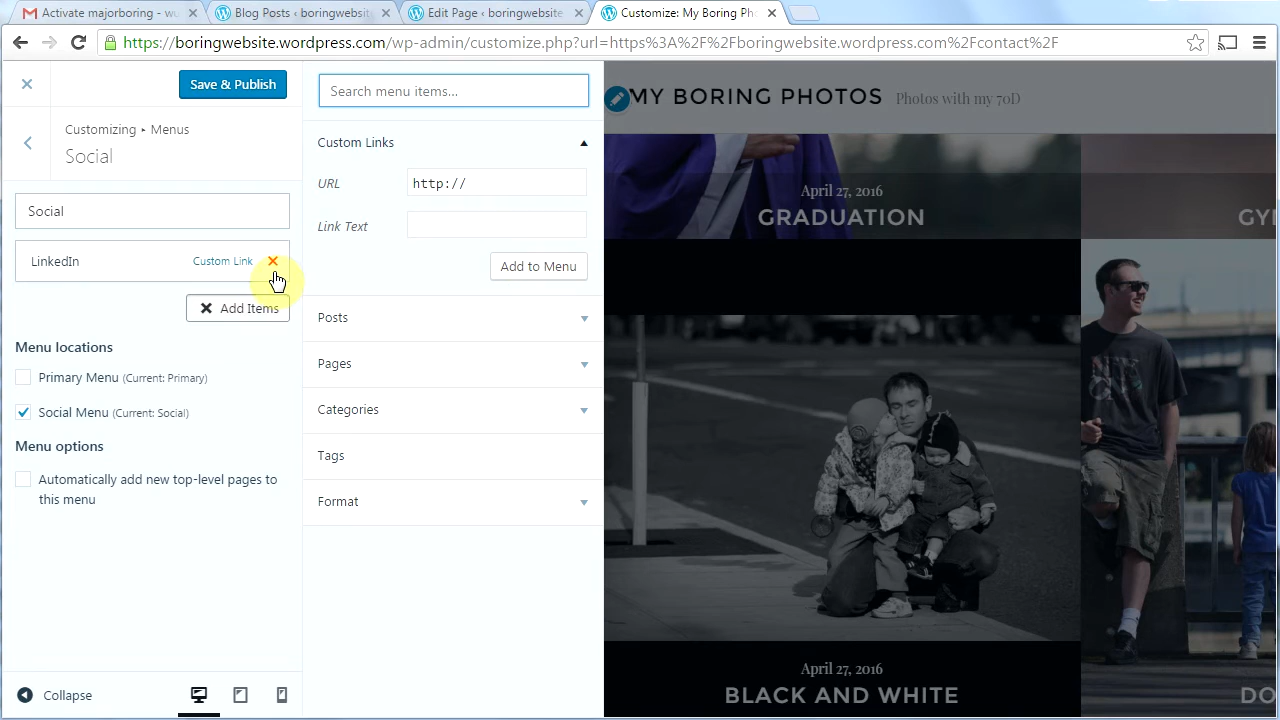 Activate majorboring - wu
Blog Posts ‹ boringwebsit
Edit Page ‹ boringwebsite
Customize: My Boring Pho
https://boringwebsite.wordpress.com/wp-admin/customize.php?url=https%3A%2F%2Fboringwebsite.wordpress.com%2Fcontact%2F
Save & Publish
Customizing ▸ Menus
Social
Social
LinkedIn
Custom Link
Add Items
Menu locations
Primary Menu (Current: Primary)
Social Menu (Current: Social)
Menu options
Automatically add new top-level pages to
this menu
Collapse
Search menu items...
Custom Links
URL
http://
Link Text
Add to Menu
Posts
Pages
Categories
Tags
Format
MY BORING PHOTOS
Photos with my 70D
April 27, 2016
GRADUATION
GY
April 27, 2016
BLACK AND WHITE
DO